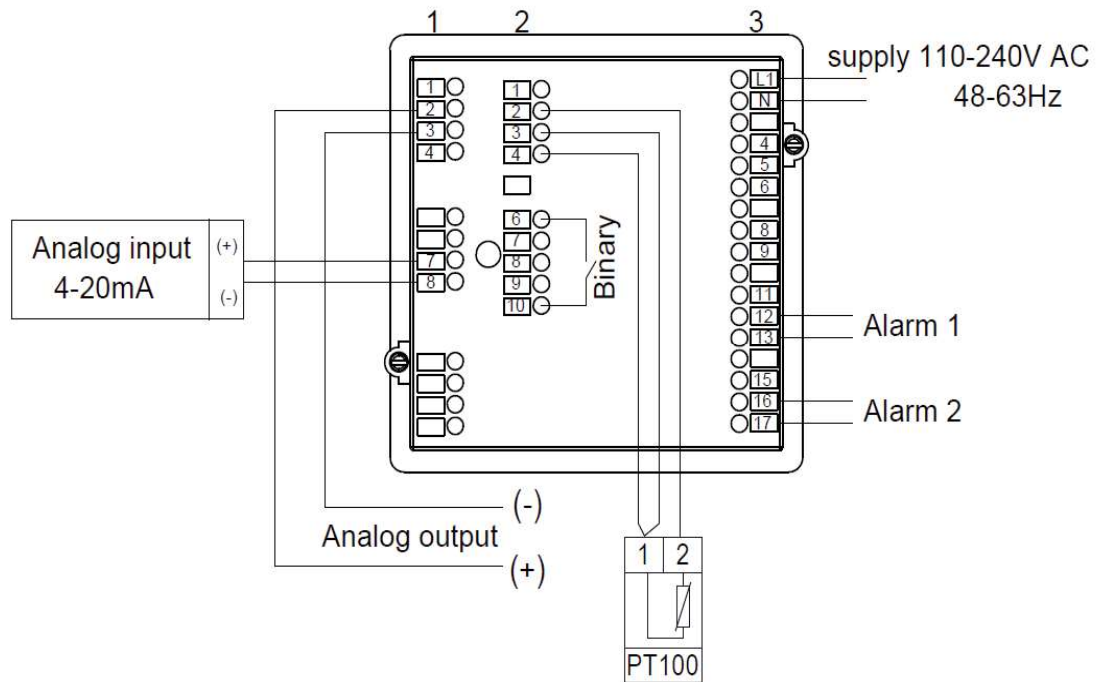 1 2 3
supply 110-240V AC
48-63Hz
1 1 L1
2 2 N
3 3
4 4 4
5
6
6
7 8
Analog input (+)
4-20mA (-)
7 8 9
8 9
10
Binary
11
12
13
Alarm 1
15
16
17
Alarm 2
(-)
Analog output
(+)
1 2
PT100